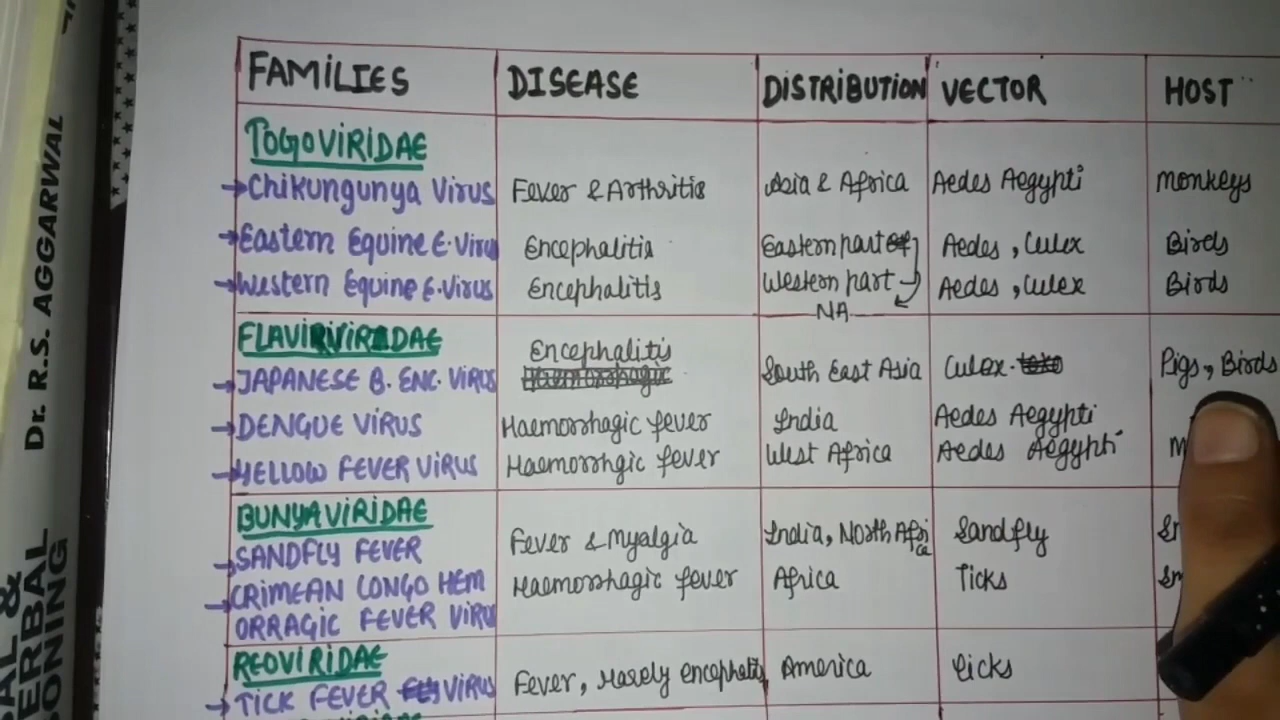 Dr. R.S. AGGARWAL
FAMILIES DISEASE DISTRIBUTION VECTOR HOST
TOGOVIRIDAE
→Chikungunya Virus Fever & Arthritis Asia & Africa Aedes Aegypti monkeys
→Eastern Equine E.Viru Encephalitis Eastern part Aedes, Culex Birds
→Western Equine E.Virus Encephalitis Western part Aedes, Culex Birds
NA
FLAVIRIVIRIDAE
Encephalitis
→JAPANESE B. ENC. VIRUS South East Asia Culex. Pigs, Birds
→DENGUE VIRUS Haemorrhagic fever India Aedes Aegypti
→YELLOW FEVER VIRUS Haemorrhgic fever West Africa Aedes Aegypti M
BUNYAVIRIDAE
→SANDFLY FEVER Fever & Myalgia India, North Africa Sandfly
→CRIMEAN CONGO HEM Haemorrhagic fever Africa Ticks
ORRAGIC FEVER VIRUS
REOVIRIDAE
→TICK FEVER VIRUS Fever, rarely encephalitis America ticks